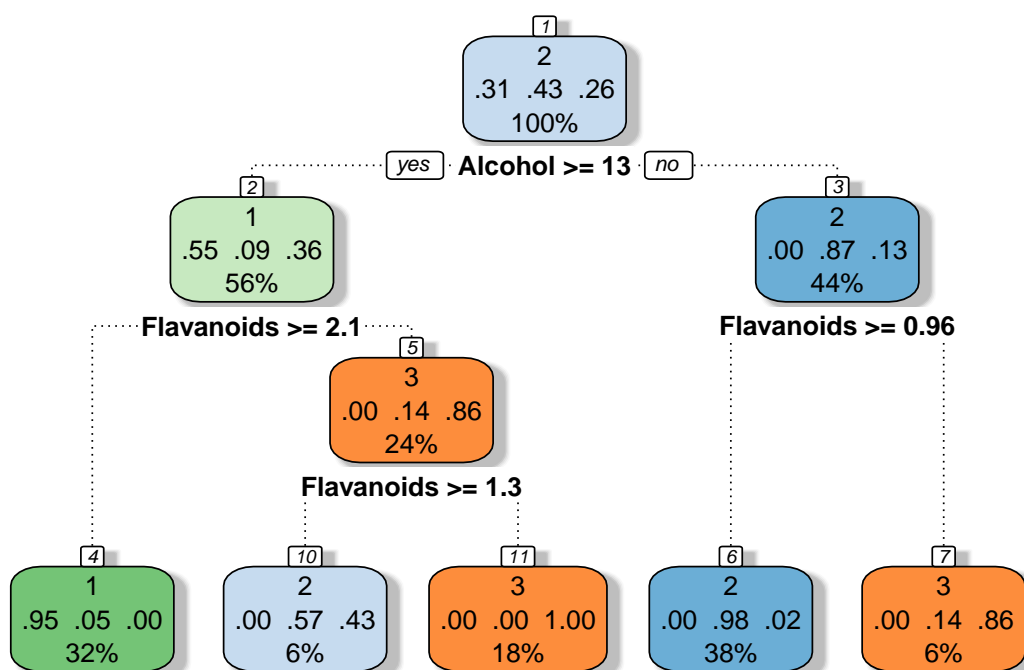 1
2
.31 .43 .26
100%
yes Alcohol >= 13 no
2
1
.55 .09 .36
56%
3
2
.00 .87 .13
44%
Flavanoids >= 2.1
Flavanoids >= 0.96
5
3
.00 .14 .86
24%
Flavanoids >= 1.3
4
1
.95 .05 .00
32%
10
2
.00 .57 .43
6%
11
3
.00 .00 1.00
18%
6
2
.00 .98 .02
38%
7
3
.00 .14 .86
6%